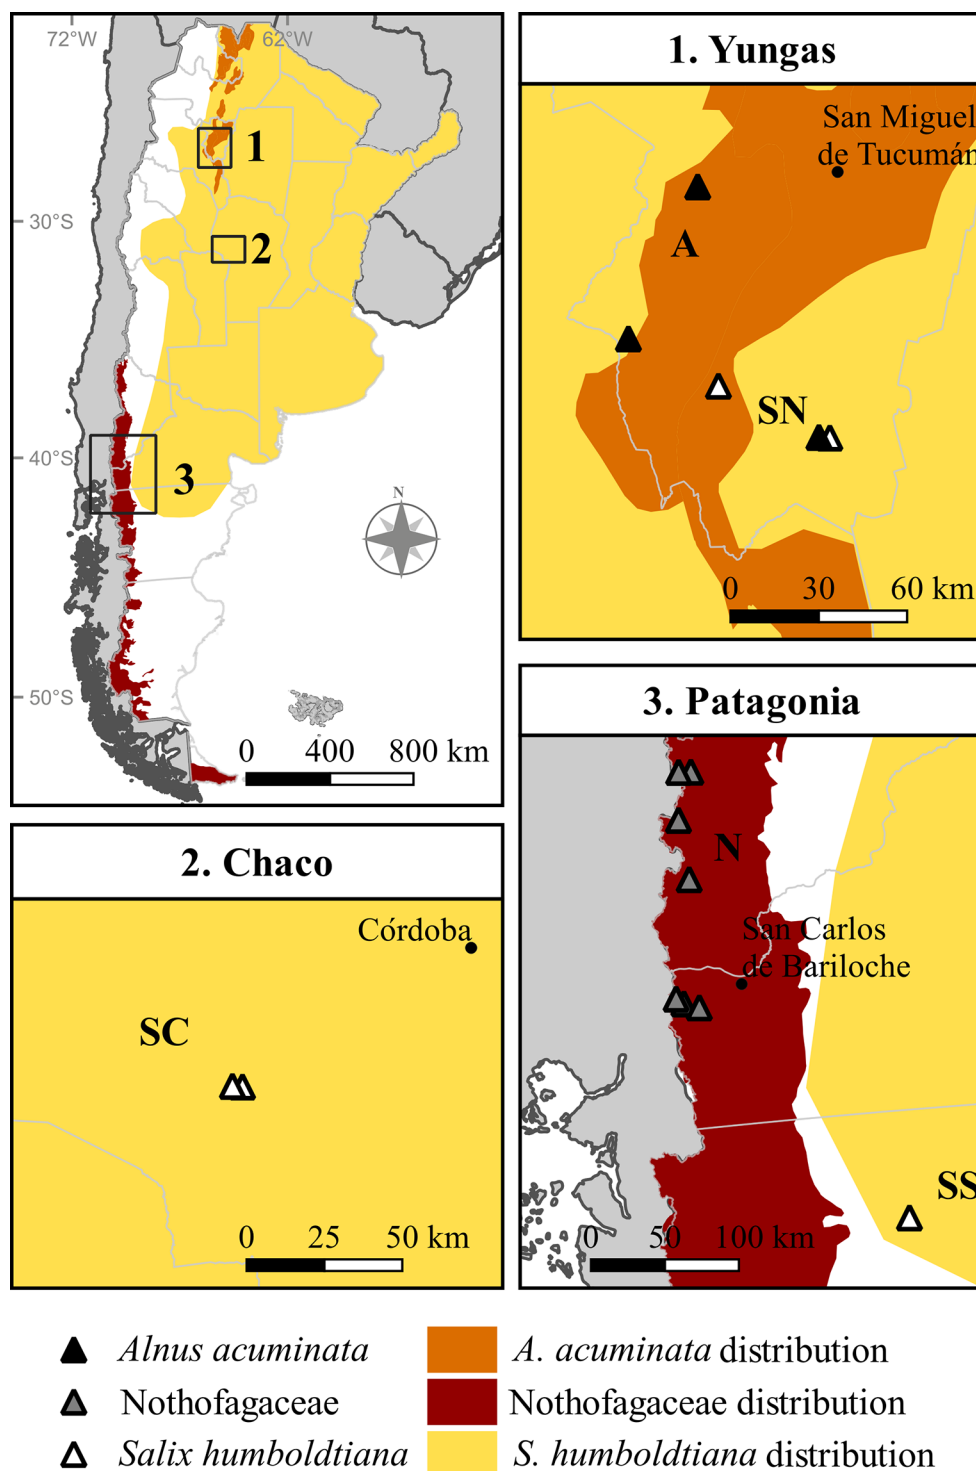 72°W
62°W
30°S
40°S
50°S
1
2
3
N
0 400 800 km
1. Yungas
San Miguel
de Tucumán
A
SN
0 30 60 km
2. Chaco
Córdoba
SC
0 25 50 km
3. Patagonia
N
San Carlos
de Bariloche
SS
0 50 100 km
Alnus acuminata
A. acuminata distribution
Nothofagaceae
Nothofagaceae distribution
Salix humboldtiana
S. humboldtiana distribution